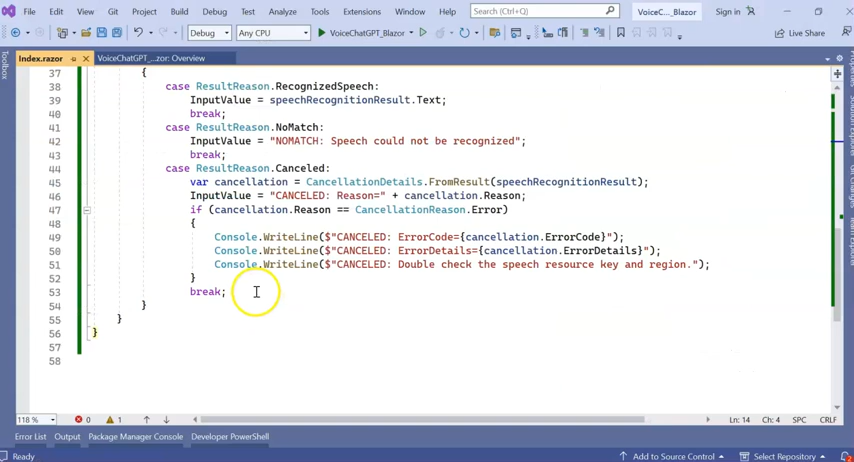 File Edit View Git Project Build Debug Test Analyze Tools Extensions Window Help Search (Ctrl+Q) VoiceC..._Blazor Sign in
Debug Any CPU VoiceChatGPT_Blazor Live Share
Toolbox
Index.razor VoiceChatGPT_...zor: Overview
37 {
38 case ResultReason.RecognizedSpeech:
39 InputValue = speechRecognitionResult.Text;
40 break;
41 case ResultReason.NoMatch:
42 InputValue = "NOMATCH: Speech could not be recognized";
43 break;
44 case ResultReason.Canceled:
45 var cancellation = CancellationDetails.FromResult(speechRecognitionResult);
46 InputValue = "CANCELED: Reason=" + cancellation.Reason;
47 if (cancellation.Reason == CancellationReason.Error)
48 {
49 Console.WriteLine($"CANCELED: ErrorCode={cancellation.ErrorCode}");
50 Console.WriteLine($"CANCELED: ErrorDetails={cancellation.ErrorDetails}");
51 Console.WriteLine($"CANCELED: Double check the speech resource key and region.");
52 }
53 break;
54 }
55 }
56 }
57
58
118 % 0 1 Ln: 14 Ch: 4 SPC CRLF
Error List Output Package Manager Console Developer PowerShell
Ready Add to Source Control Select Repository 2